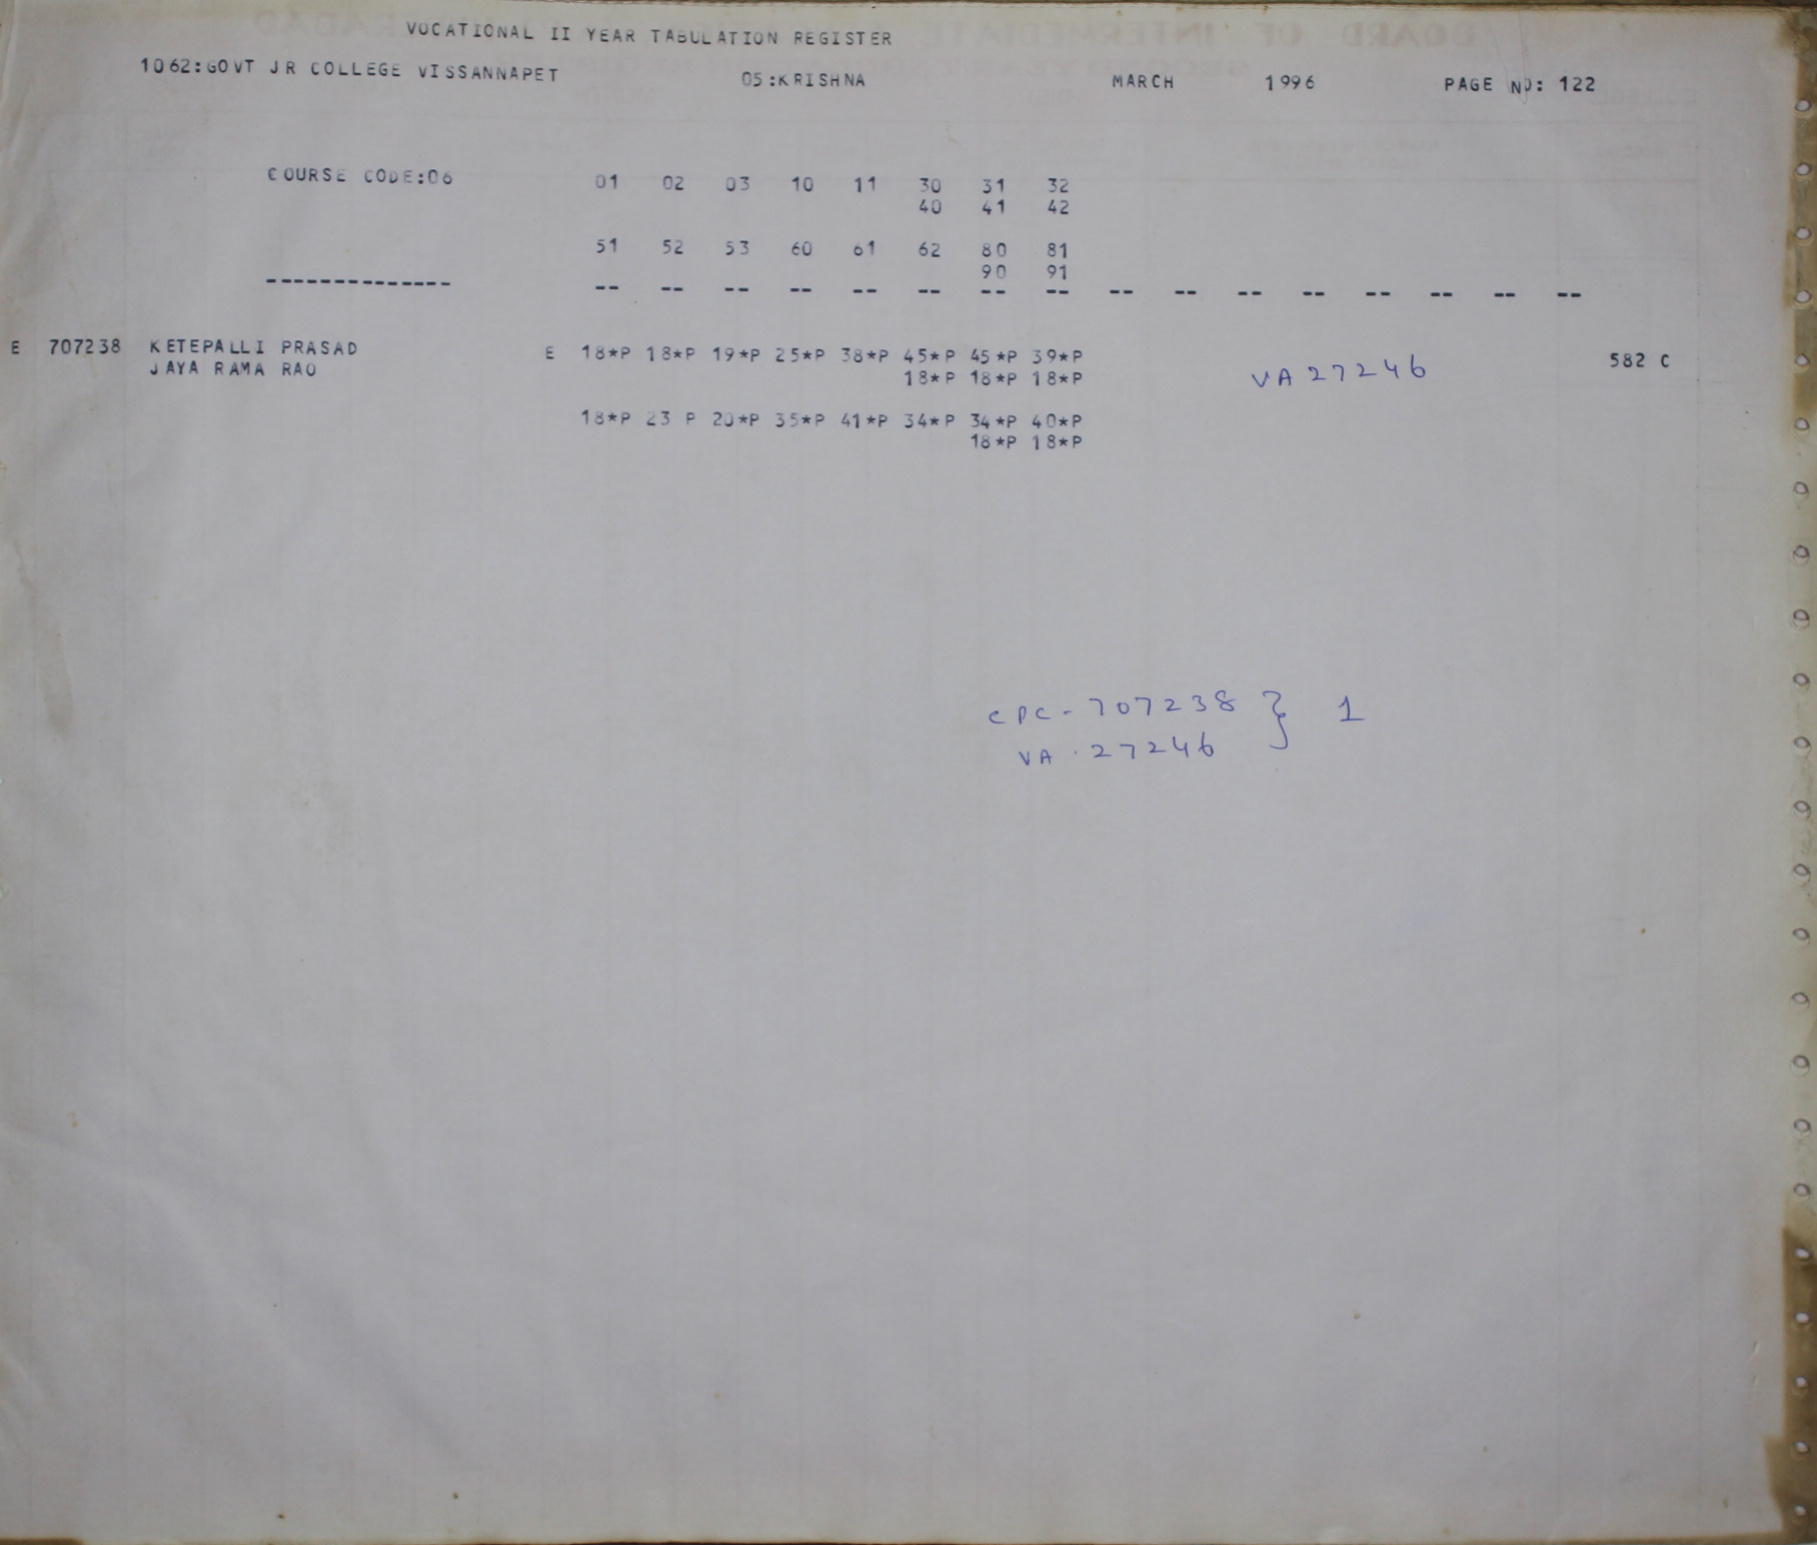 VOCATIONAL II YEAR TABULATION REGISTER
1062:GOVT JR COLLEGE VISSANNAPET 05:KRISHNA MARCH 1996 PAGE NO: 122
COURSE CODE:06 01 02 03 10 11 30 31 32
40 41 42
51 52 53 60 61 62 80 81
90 91
-------------- -- -- -- -- -- -- -- -- -- -- -- -- -- -- -- --
E 707238 KETEPALLI PRASAD E 18*P 18*P 19*P 25*P 38*P 45*P 45*P 39*P 582 C
JAYA RAMA RAO 18*P 18*P 18*P VA 27246
18*P 23 P 20*P 35*P 41*P 34*P 34*P 40*P
18*P 18*P
CPC - 707238 } 1
VA . 27246